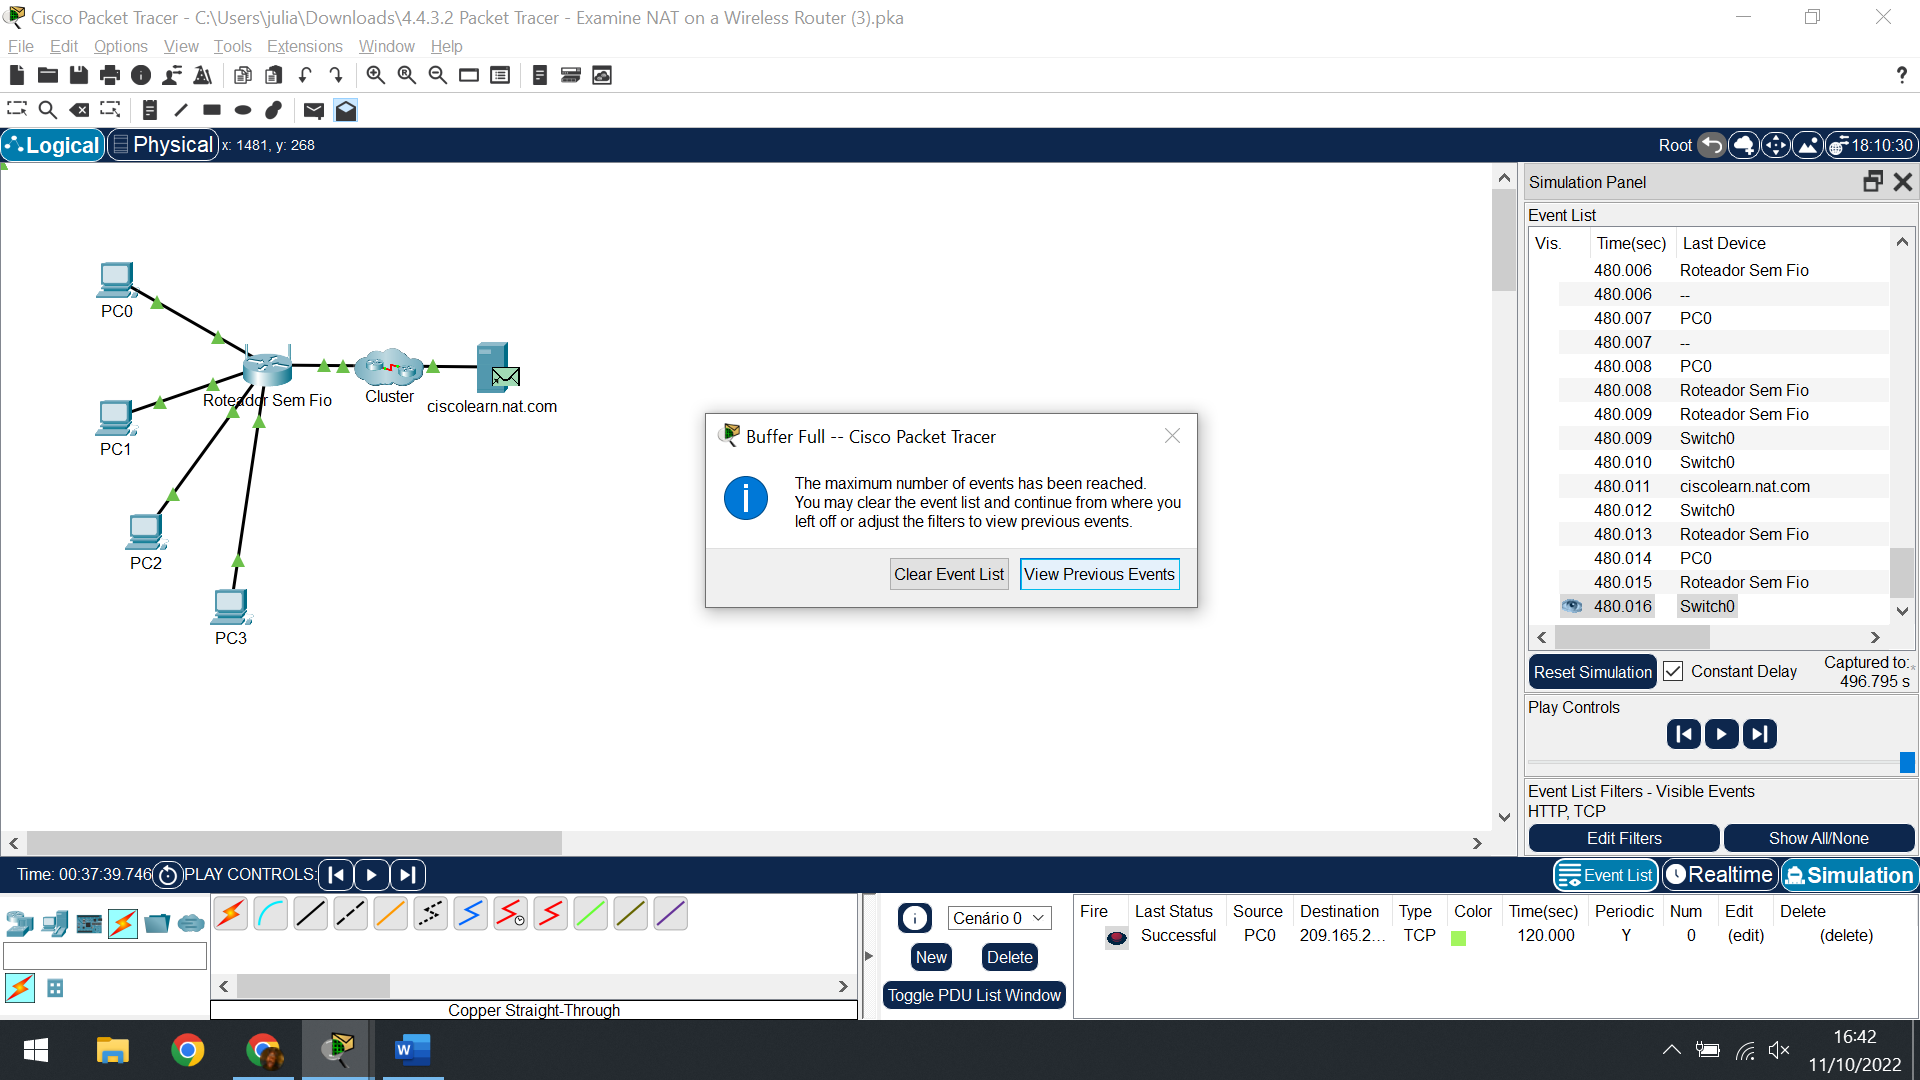 Cisco Packet Tracer - C:\Users\julia\Downloads\4.4.3.2 Packet Tracer - Examine NAT on a Wireless Router (3).pka
File Edit Options View Tools Extensions Window Help
?
Logical Physical x: 1481, y: 268
Root 18:10:30
PC0
Roteador Sem Fio
Cluster
ciscolearn.nat.com
PC1
PC2
PC3
Buffer Full -- Cisco Packet Tracer
The maximum number of events has been reached.
You may clear the event list and continue from where you
left off or adjust the filters to view previous events.
Clear Event List View Previous Events
Simulation Panel
Event List
Vis. Time(sec) Last Device
480.006 Roteador Sem Fio
480.006 --
480.007 PC0
480.007 --
480.008 PC0
480.008 Roteador Sem Fio
480.009 Roteador Sem Fio
480.009 Switch0
480.010 Switch0
480.011 ciscolearn.nat.com
480.012 Switch0
480.013 Roteador Sem Fio
480.014 PC0
480.015 Roteador Sem Fio
480.016 Switch0
Reset Simulation Constant Delay Captured to:*
496.795 s
Play Controls
Event List Filters - Visible Events
HTTP, TCP
Edit Filters Show All/None
Time: 00:37:39.746 PLAY CONTROLS:
Event List Realtime Simulation
Copper Straight-Through
Cenário 0
New Delete
Toggle PDU List Window
Fire Last Status Source Destination Type Color Time(sec) Periodic Num Edit Delete
Successful PC0 209.165.2... TCP 120.000 Y 0 (edit) (delete)
W
16:42
11/10/2022